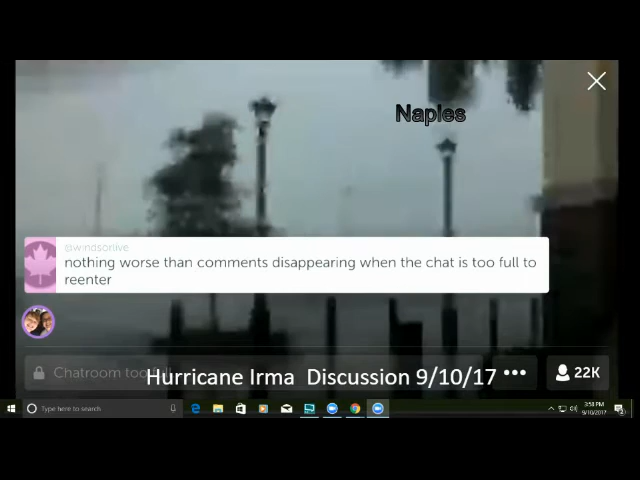 Naples
@windsorlive
nothing worse than comments disappearing when the chat is too full to
reenter
Chatroom too
Hurricane Irma Discussion 9/10/17
22K
Type here to search
3:58 PM
9/10/2017